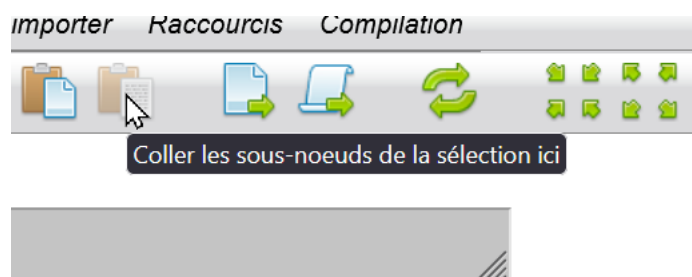 importer Raccourcis Compilation
Coller les sous-noeuds de la sélection ici